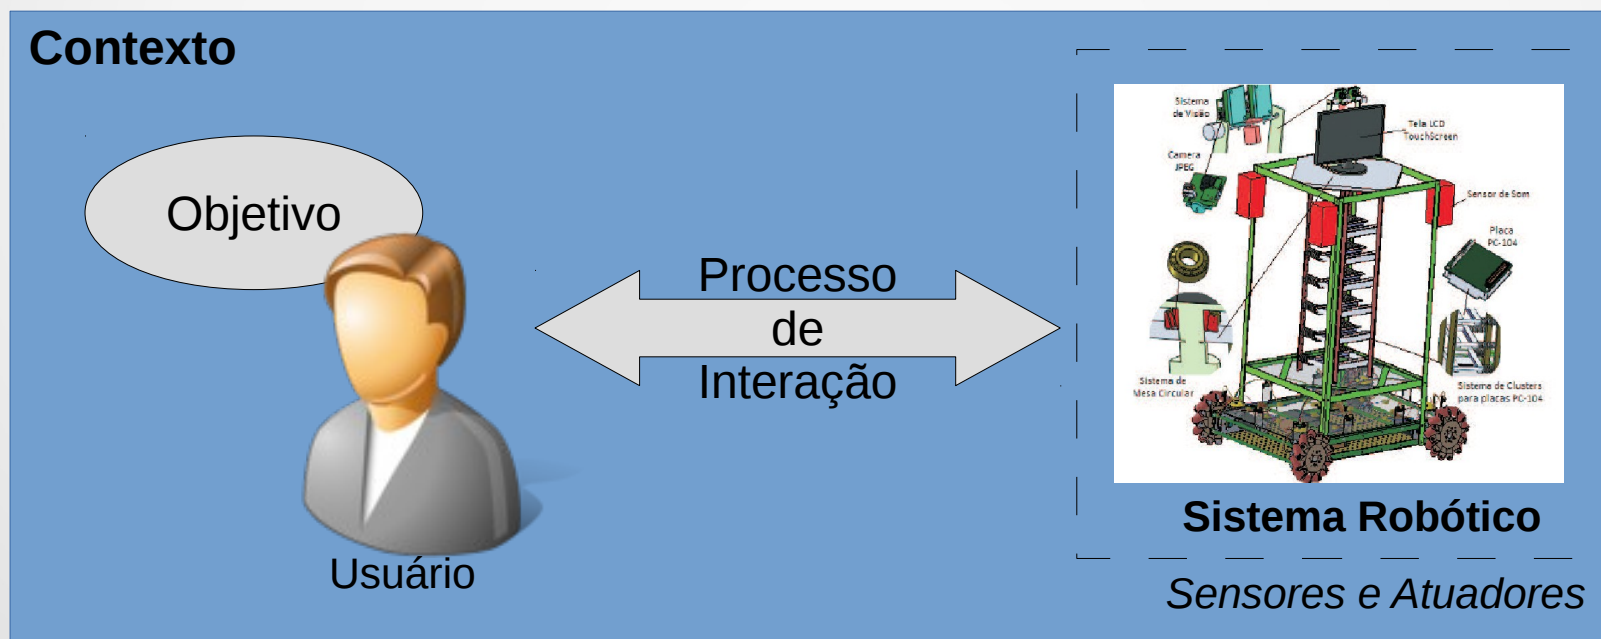 Contexto
Objetivo
Usuário
Processo
de
Interação
Sistema
de Visão
Camera
JPEG
Tela LCD
TouchScreen
Sensor de Som
Placa
PC-104
Sistema de
Mesa Circular
Sistema de Clusters
para placas PC-104
Sistema Robótico
Sensores e Atuadores